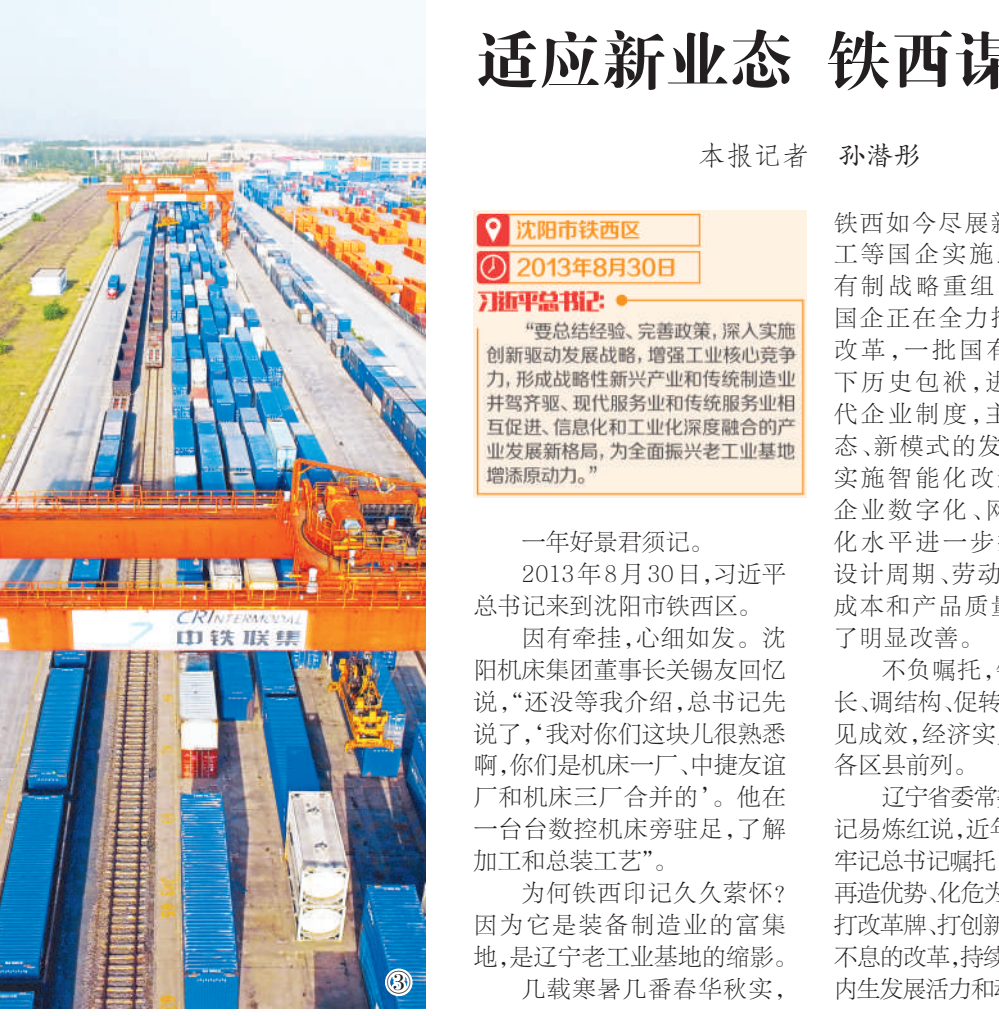 适应新业态 铁西谋
本报记者 孙潜彤
沈阳市铁西区
2013年8月30日
习近平总书记:
“要总结经验、完善政策,深入实施
创新驱动发展战略,增强工业核心竞争
力,形成战略性新兴产业和传统制造业
并驾齐驱、现代服务业和传统服务业相
互促进、信息化和工业化深度融合的产
业发展新格局,为全面振兴老工业基地
增添原动力。”
一年好景君须记。
2013年8月30日,习近平
总书记来到沈阳市铁西区。
因有牵挂,心细如发。沈
阳机床集团董事长关锡友回忆
说,“还没等我介绍,总书记先
说了,‘我对你们这块儿很熟悉
啊,你们是机床一厂、中捷友谊
厂和机床三厂合并的’。他在
一台台数控机床旁驻足,了解
加工和总装工艺”。
为何铁西印记久久萦怀?
因为它是装备制造业的富集
地,是辽宁老工业基地的缩影。
几载寒暑几番春华秋实,
铁西如今尽展新
工等国企实施
有制战略重组
国企正在全力推
改革,一批国有
下历史包袱,进
代企业制度,主
态、新模式的发
实施智能化改造
企业数字化、网
化水平进一步
设计周期、劳动
成本和产品质量
了明显改善。
不负嘱托,
长、调结构、促转
见成效,经济实
各区县前列。
辽宁省委常
记易炼红说,近年
牢记总书记嘱托
再造优势、化危为
打改革牌、打创新
不息的改革,持续
内生发展活力和动
CRINTERMODAL
中铁联集
③